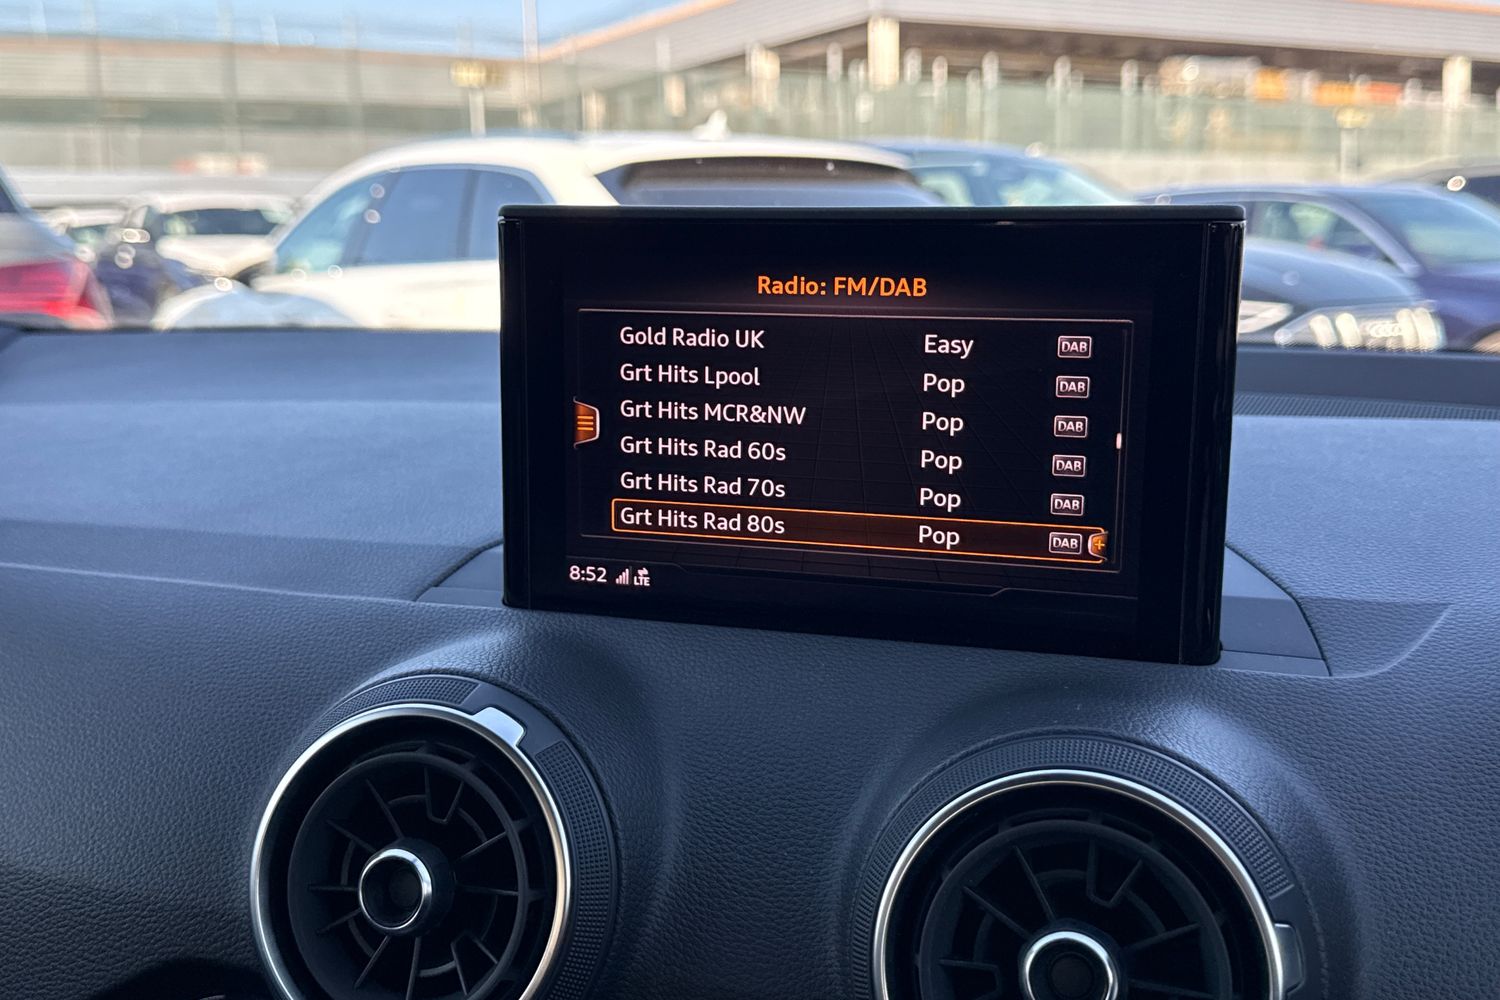 Radio: FM/DAB
Gold Radio UK Easy DAB
Grt Hits Lpool Pop DAB
Grt Hits MCR&NW Pop DAB
Grt Hits Rad 60s Pop DAB
Grt Hits Rad 70s Pop DAB
Grt Hits Rad 80s Pop DAB
8:52 LTE